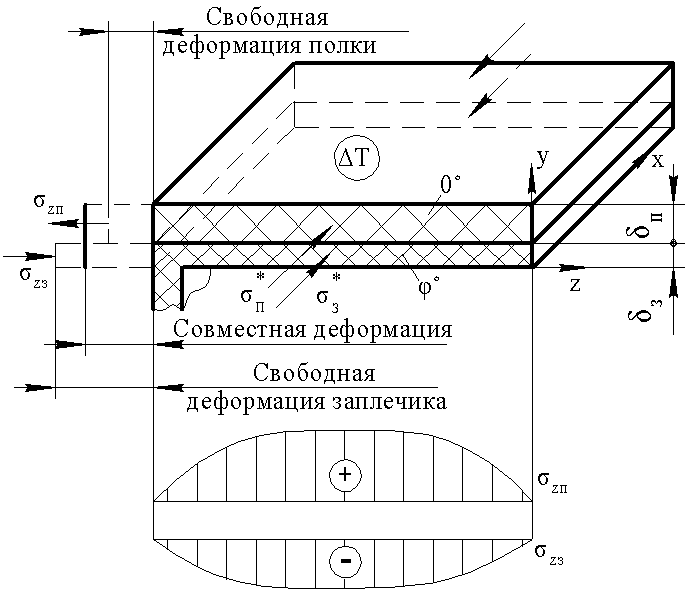 Свободная
деформация полки
ΔT
y
x
0°
σzп
δп
σzз
σп*
σз*
φ°
z
δз
Совместная деформация
Свободная
деформация заплечика
+
σzп
-
σzз